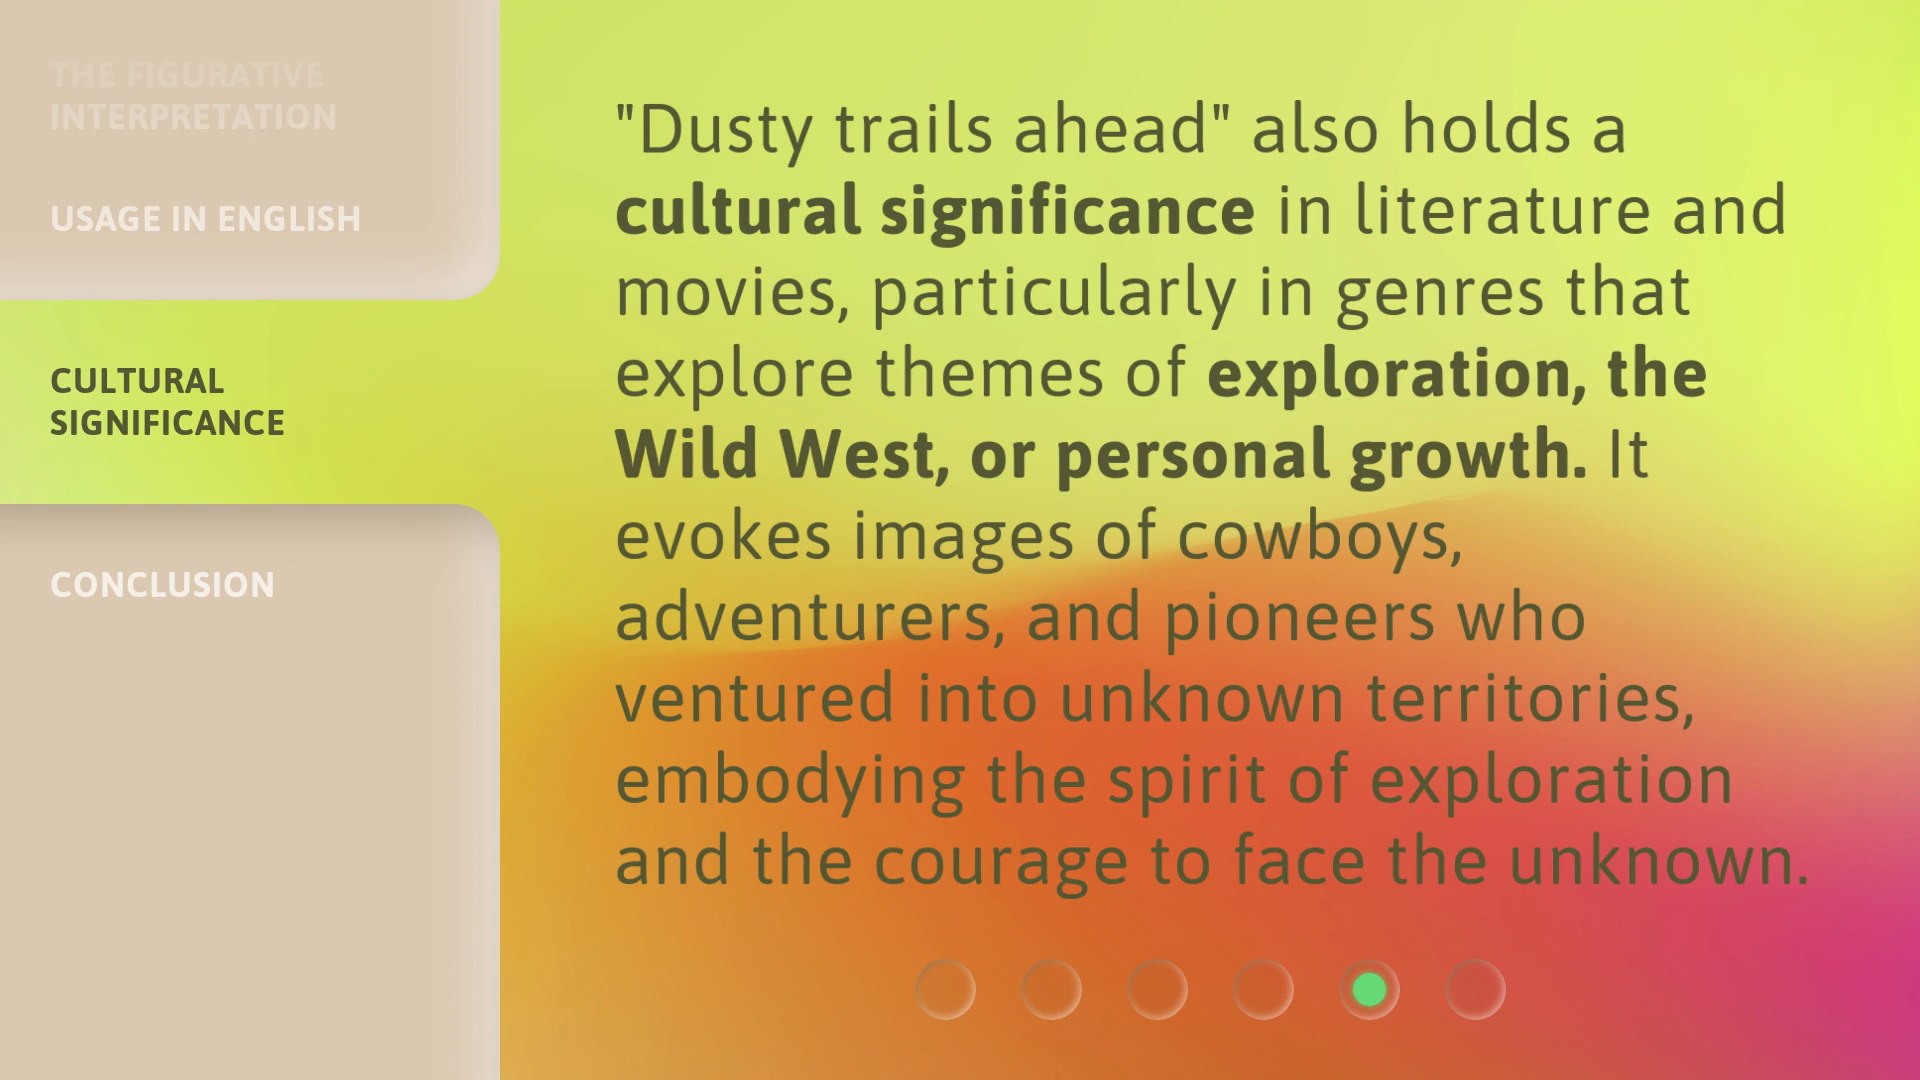 THE FIGURATIVE
INTERPRETATION
USAGE IN ENGLISH
CULTURAL
SIGNIFICANCE
CONCLUSION
"Dusty trails ahead" also holds a
cultural significance in literature and
movies, particularly in genres that
explore themes of exploration, the
Wild West, or personal growth. It
evokes images of cowboys,
adventurers, and pioneers who
ventured into unknown territories,
embodying the spirit of exploration
and the courage to face the unknown.